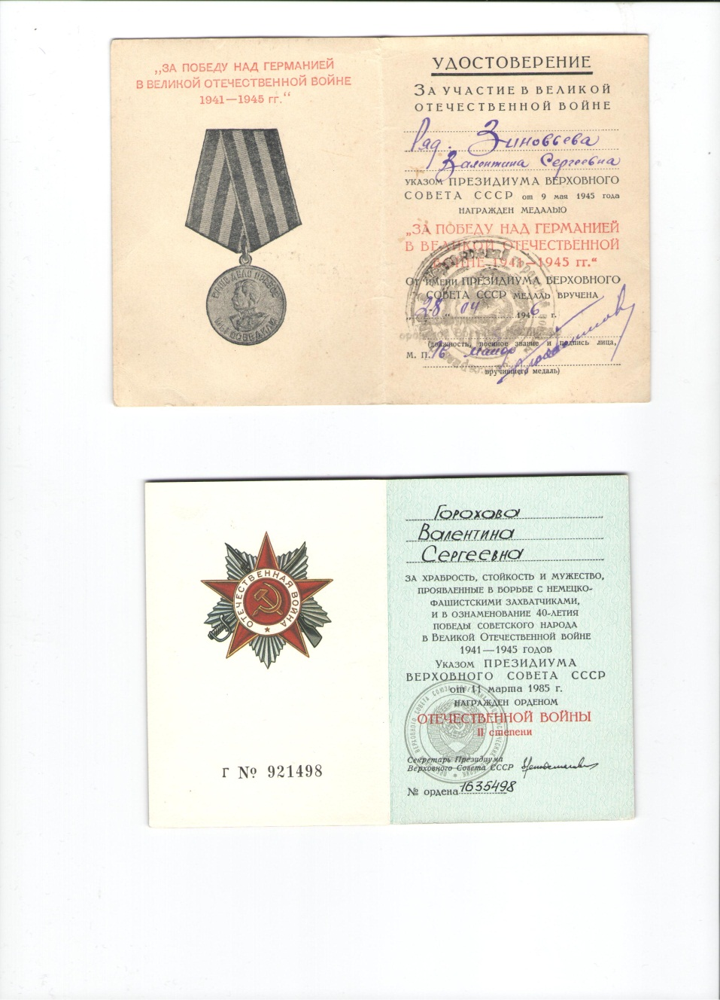 „ЗА ПОБЕДУ НАД ГЕРМАНИЕЙ
В ВЕЛИКОЙ ОТЕЧЕСТВЕННОЙ ВОЙНЕ
1941—1945 гг.“
НАШЕ ДЕЛО ПРАВОЕ
МЫ ПОБЕДИЛИ
УДОСТОВЕРЕНИЕ
ЗА УЧАСТИЕ В ВЕЛИКОЙ
ОТЕЧЕСТВЕННОЙ ВОЙНЕ
Ряд. Зиновьева
Валентина Сергеевна
УКАЗОМ ПРЕЗИДИУМА ВЕРХОВНОГО
СОВЕТА СССР от 9 мая 1945 года
НАГРАЖДЕН МЕДАЛЬЮ
„ЗА ПОБЕДУ НАД ГЕРМАНИЕЙ
В ВЕЛИКОЙ ОТЕЧЕСТВЕННОЙ
ВОЙНЕ 1941—1945 гг.“
ОТ ИМЕНИ ПРЕЗИДИУМА ВЕРХОВНОГО
СОВЕТА СССР МЕДАЛЬ ВРУЧЕНА
„28“ 04 1946 г.
(должность, военное звание и подпись лица,
М. П. майор
вручившего медаль)
ОТЕЧЕСТВЕННАЯ ВОЙНА
Г № 921498
Горохова
Валентина
Сергеевна
ЗА ХРАБРОСТЬ, СТОЙКОСТЬ И МУЖЕСТВО,
ПРОЯВЛЕННЫЕ В БОРЬБЕ С НЕМЕЦКО-
ФАШИСТСКИМИ ЗАХВАТЧИКАМИ,
И В ОЗНАМЕНОВАНИЕ 40-ЛЕТИЯ
ПОБЕДЫ СОВЕТСКОГО НАРОДА
В ВЕЛИКОЙ ОТЕЧЕСТВЕННОЙ ВОЙНЕ
1941—1945 ГОДОВ
УКАЗОМ ПРЕЗИДИУМА
ВЕРХОВНОГО СОВЕТА СССР
от 11 марта 1985 г.
НАГРАЖДЕН ОРДЕНОМ
ОТЕЧЕСТВЕННОЙ ВОЙНЫ
II степени
Секретарь Президиума
Верховного Совета СССР
№ ордена 1635498